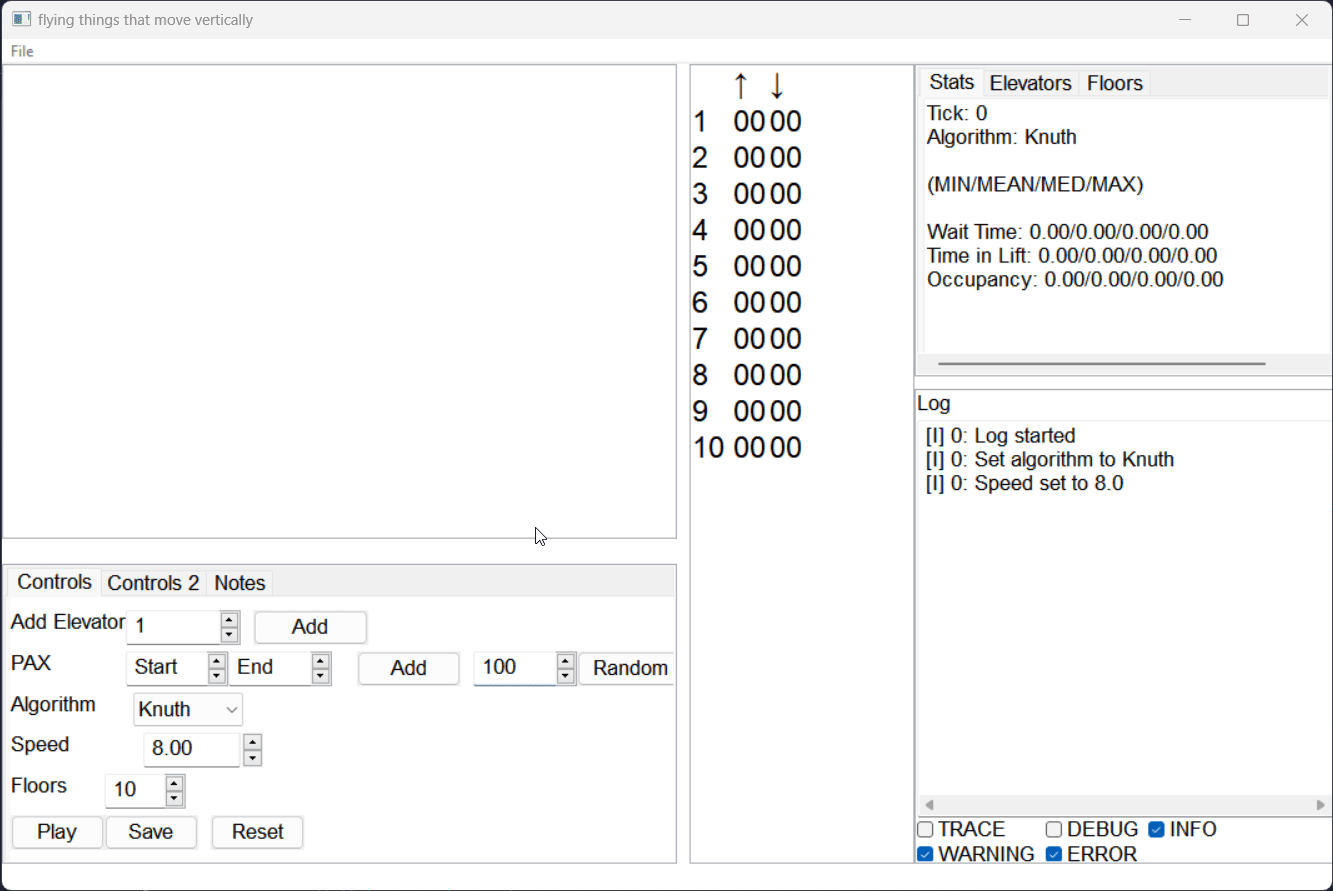 flying things that move vertically
File
↑ ↓
1 00 00
2 00 00
3 00 00
4 00 00
5 00 00
6 00 00
7 00 00
8 00 00
9 00 00
10 00 00
Stats Elevators Floors
Tick: 0
Algorithm: Knuth
(MIN/MEAN/MED/MAX)
Wait Time: 0.00/0.00/0.00/0.00
Time in Lift: 0.00/0.00/0.00/0.00
Occupancy: 0.00/0.00/0.00/0.00
Log
[I] 0: Log started
[I] 0: Set algorithm to Knuth
[I] 0: Speed set to 8.0
TRACE DEBUG INFO
WARNING ERROR
Controls Controls 2 Notes
Add Elevator 1 Add
PAX Start End Add 100 Random
Algorithm Knuth
Speed 8.00
Floors 10
Play Save Reset